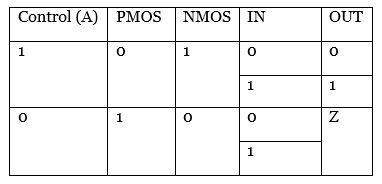 Control (A) PMOS NMOS IN OUT
1 0 1 0 0
1 1
0 1 0 0 Z
1